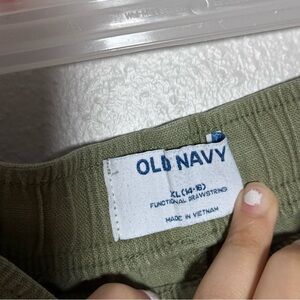 OLD NAVY
XL (14-16)
FUNCTIONAL DRAWSTRING
MADE IN VIETNAM